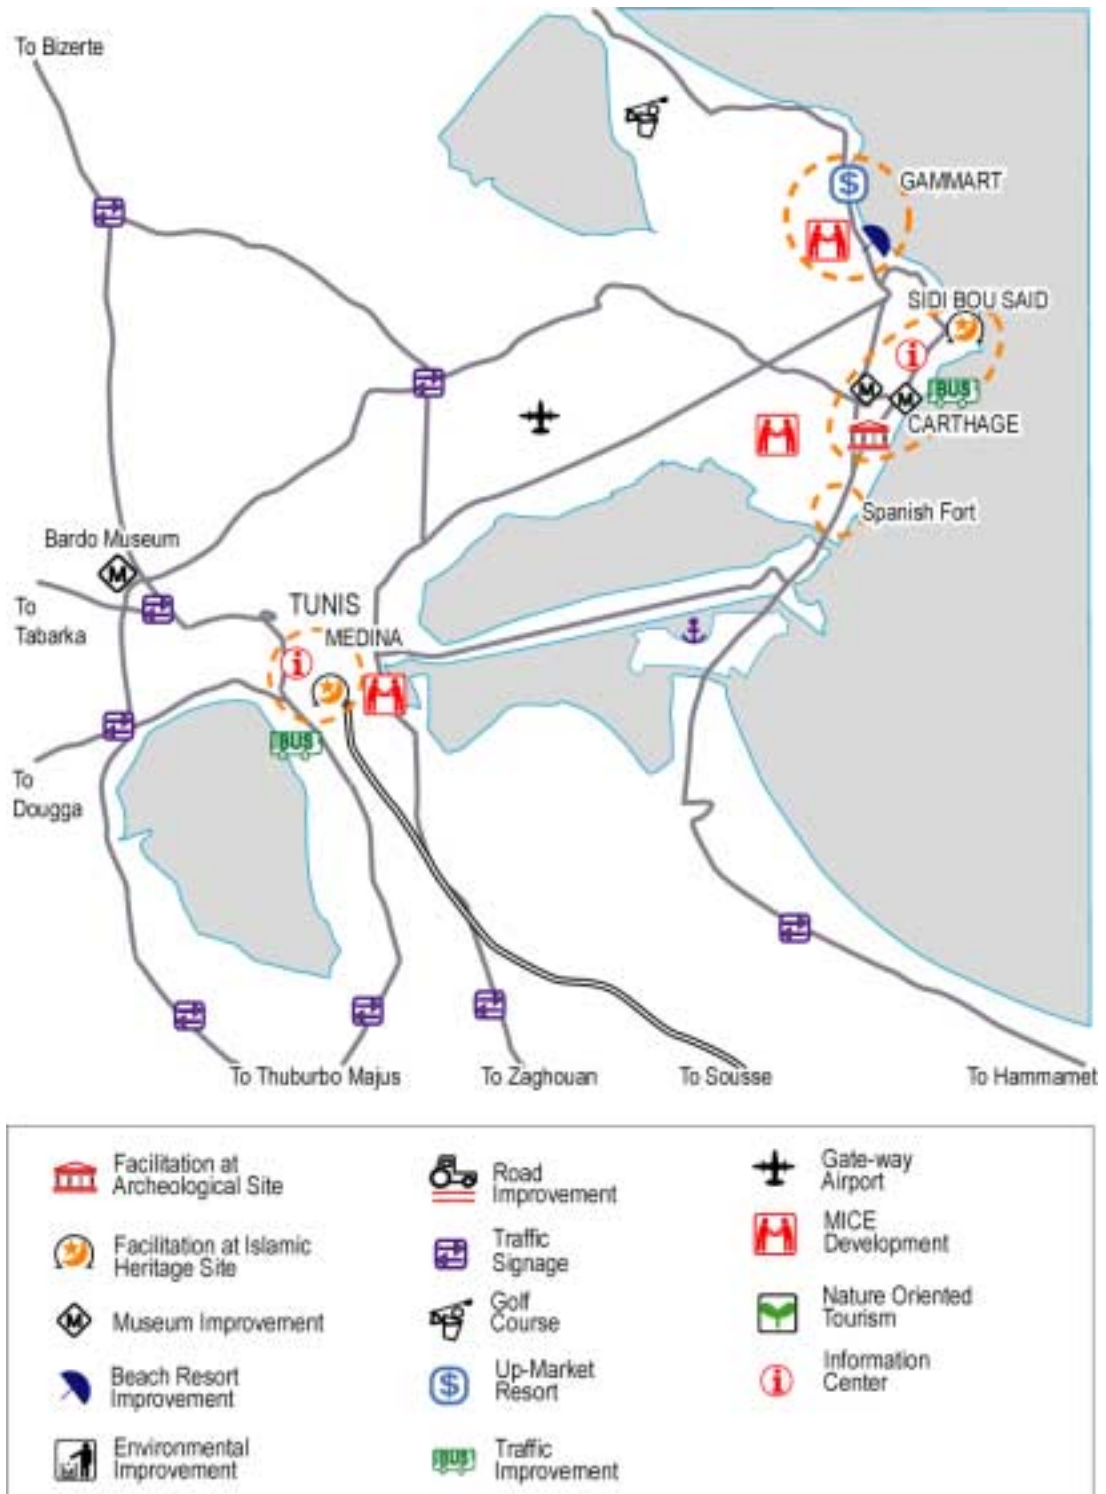 To Bizerte
GAMMART
SIDI BOU SAID
BUS
CARTHAGE
Spanish Fort
Bardo Museum
To
Tabarka
TUNIS
MEDINA
BUS
To
Dougga
To Thuburbo Majus
To Zaghouan
To Sousse
To Hammamet
Facilitation at
Archeological Site
Facilitation at Islamic
Heritage Site
M
Museum Improvement
Beach Resort
Improvement
Environmental
Improvement
Road
Improvement
Traffic
Signage
Golf
Course
$
Up-Market
Resort
BUS
Traffic
Improvement
Gate-way
Airport
MICE
Development
Nature Oriented
Tourism
i
Information
Center
$
i
M
M
M
i